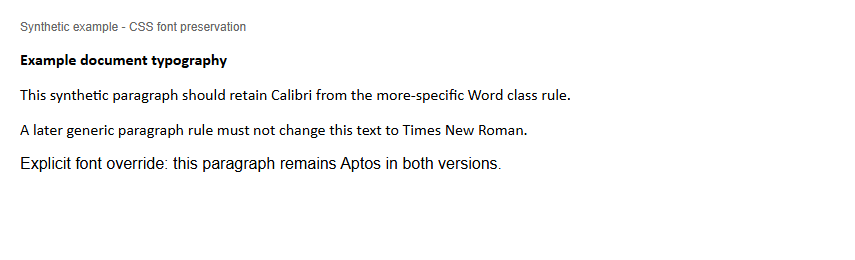 Synthetic example - CSS font preservation
Example document typography
This synthetic paragraph should retain Calibri from the more-specific Word class rule.
A later generic paragraph rule must not change this text to Times New Roman.
Explicit font override: this paragraph remains Aptos in both versions.